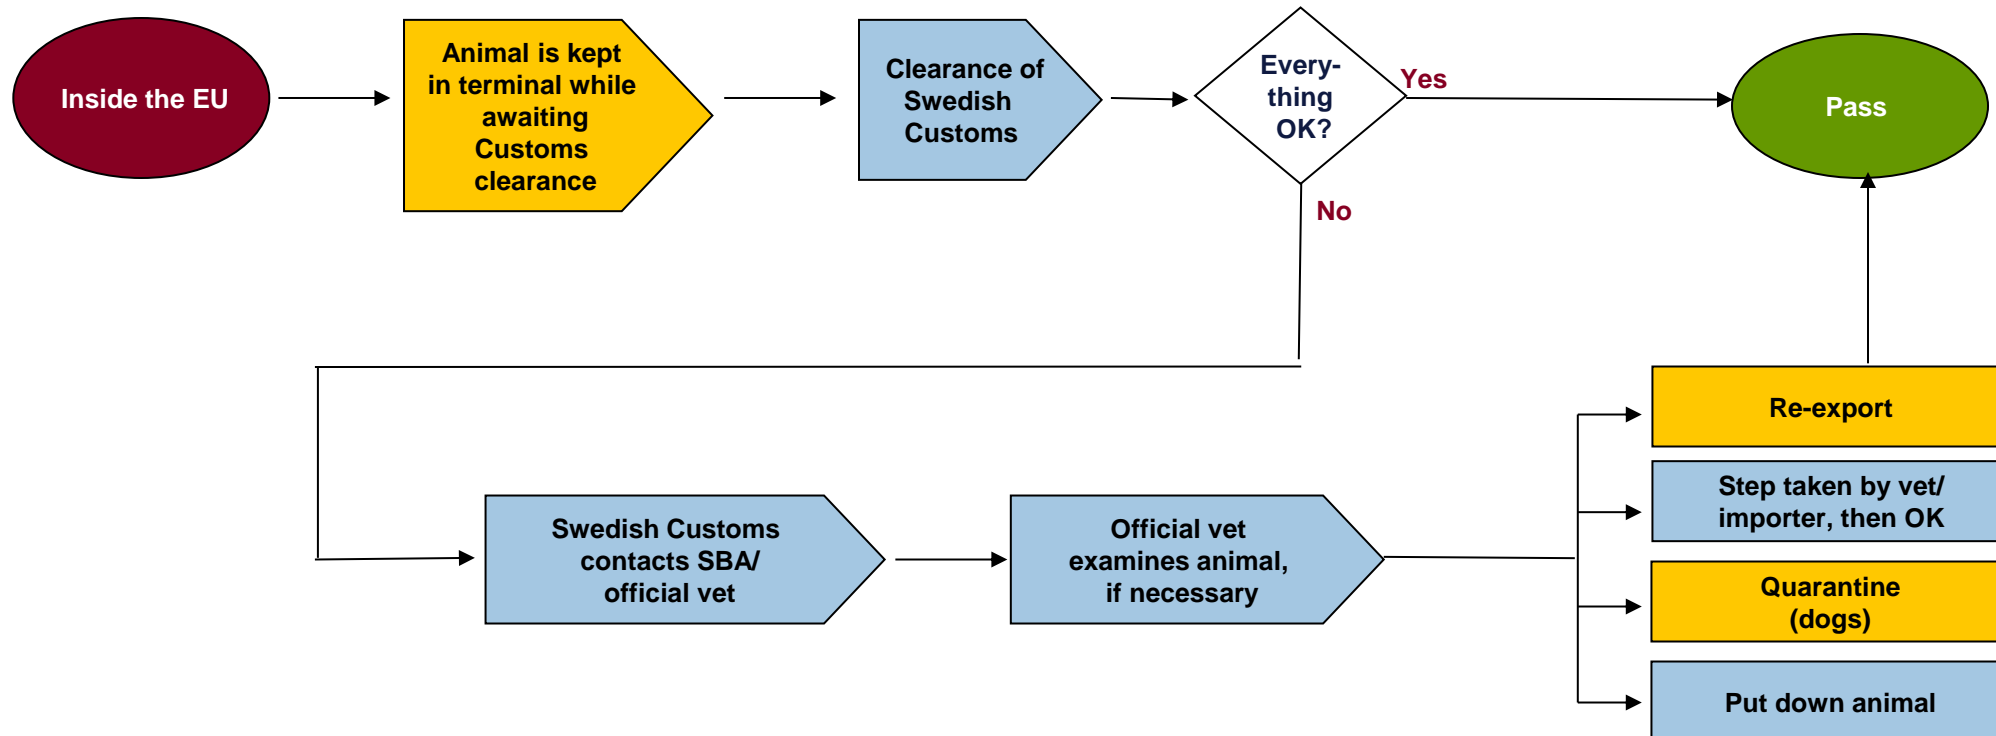 Inside the EU
Animal is kept
in terminal while
awaiting
Customs
clearance
Clearance of
Swedish
Customs
Every-
thing
OK?
Yes
Pass
No
Swedish Customs
contacts SBA/
official vet
Official vet
examines animal,
if necessary
Re-export
Step taken by vet/
importer, then OK
Quarantine
(dogs)
Put down animal